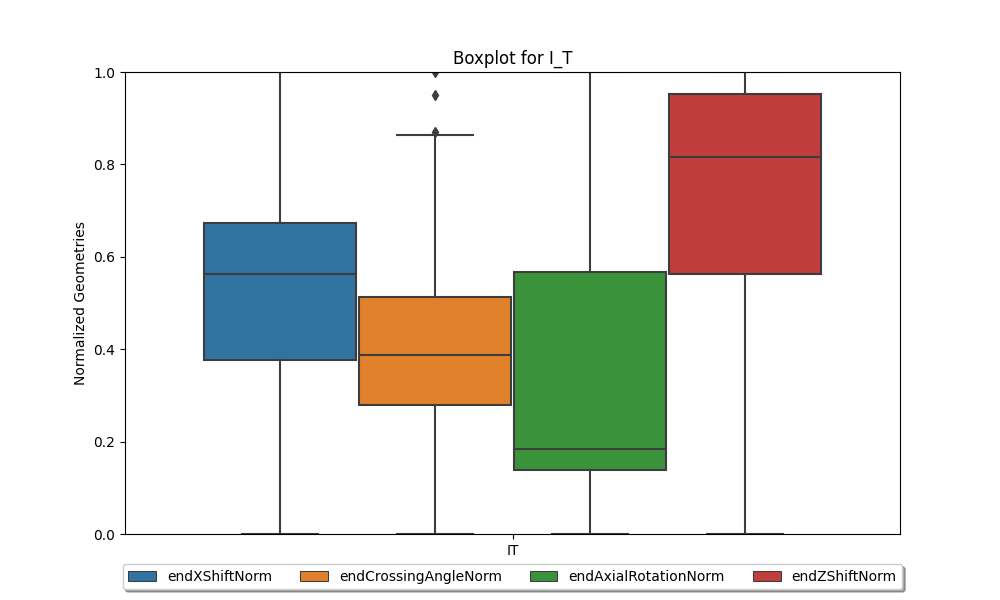 Boxplot for I_T
1.0
0.8
0.6
0.4
0.2
0.0
Normalized Geometries
IT
endXShiftNorm endCrossingAngleNorm endAxialRotationNorm endZShiftNorm